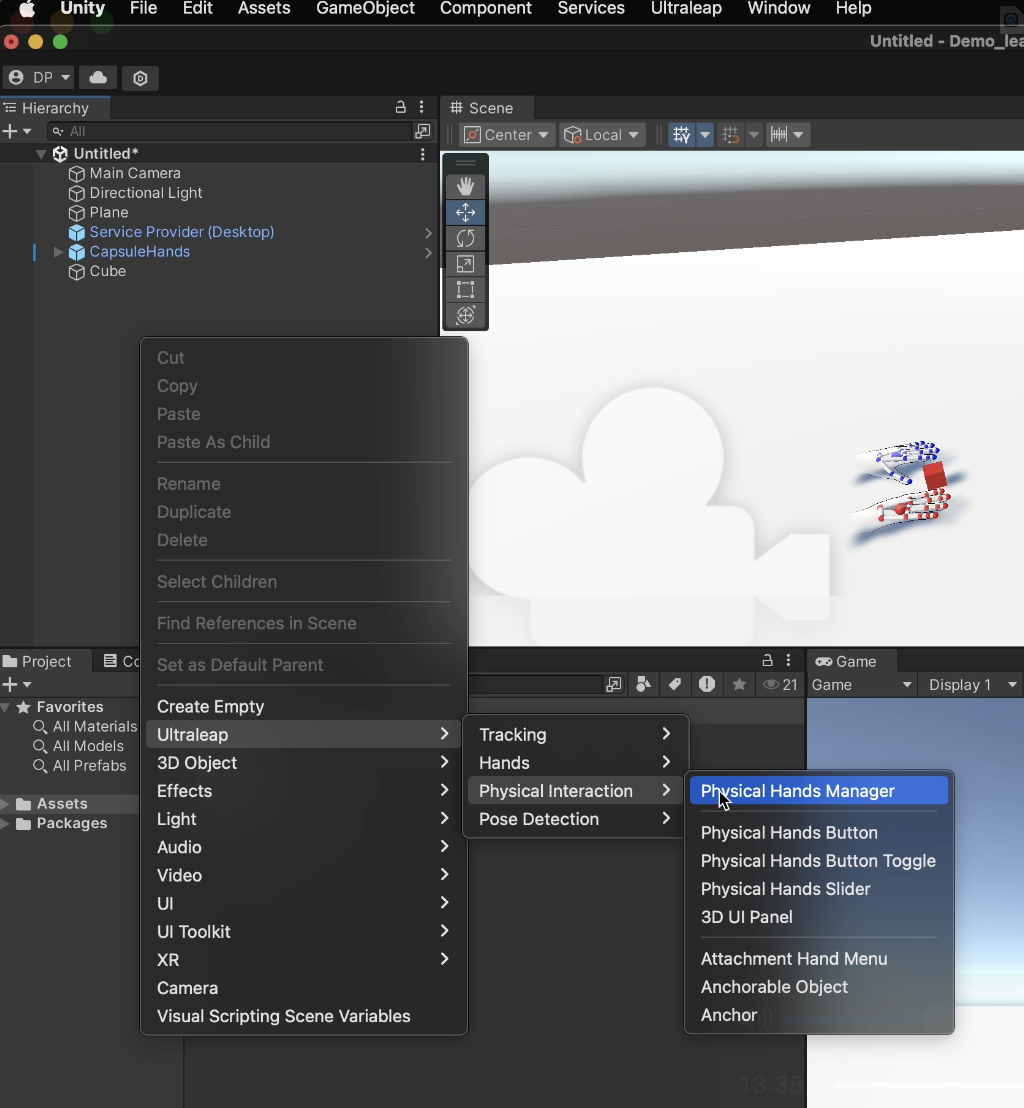 Unity File Edit Assets GameObject Component Services Ultraleap Window Help
Untitled - Demo_lea
DP
Hierarchy
All
Untitled*
Main Camera
Directional Light
Plane
Service Provider (Desktop)
CapsuleHands
Cube
Scene
Center Local
Cut
Copy
Paste
Paste As Child
Rename
Duplicate
Delete
Select Children
Find References in Scene
Set as Default Parent
Create Empty
Ultraleap
3D Object
Effects
Light
Audio
Video
UI
UI Toolkit
XR
Camera
Visual Scripting Scene Variables
Tracking
Hands
Physical Interaction
Pose Detection
Physical Hands Manager
Physical Hands Button
Physical Hands Button Toggle
Physical Hands Slider
3D UI Panel
Attachment Hand Menu
Anchorable Object
Anchor
Project Co
21
Favorites
All Materials
All Models
All Prefabs
Assets
Packages
Game
Game Display 1
13:38